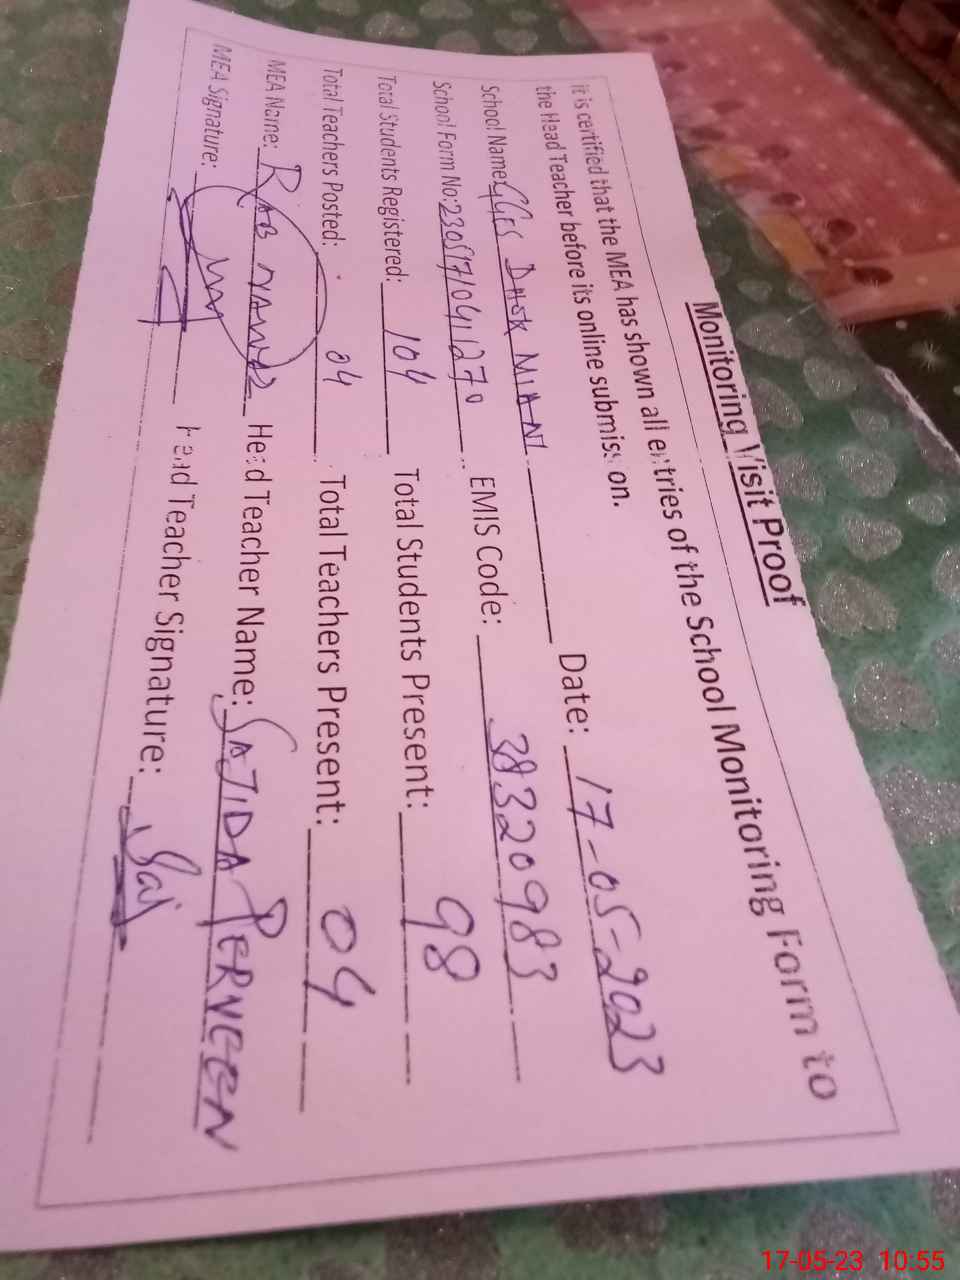 Monitoring Visit Proof
it is certified that the MEA has shown all entries of the School Monitoring Form to
the Head Teacher before its online submission.
School Name: GGES DHOK MIAN Date: 17-05-2023
School Form No: EMIS Code: 38320983
Total Students Registered: 104 Total Students Present: 98
Total Teachers Posted: 04 Total Teachers Present: 04
MEA Name: RAB NAWAZ Head Teacher Name: SAJIDA PERVEEN
MEA Signature: Head Teacher Signature:
17-05-23 10:55